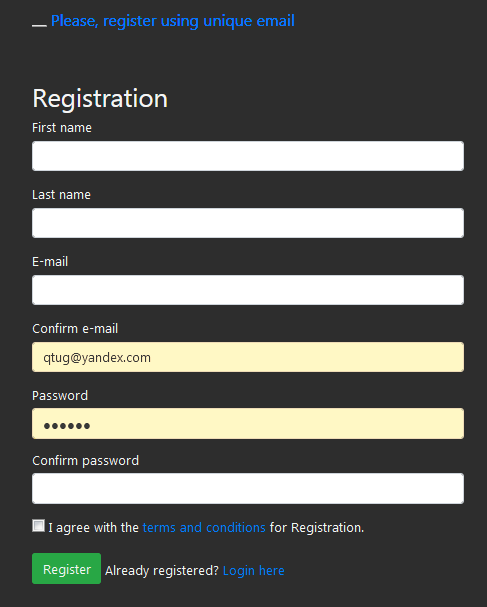 Please, register using unique email
Registration
First name
Last name
E-mail
Confirm e-mail
qtug@yandex.com
Password
●●●●●●
Confirm password
I agree with the terms and conditions for Registration.
Register Already registered? Login here